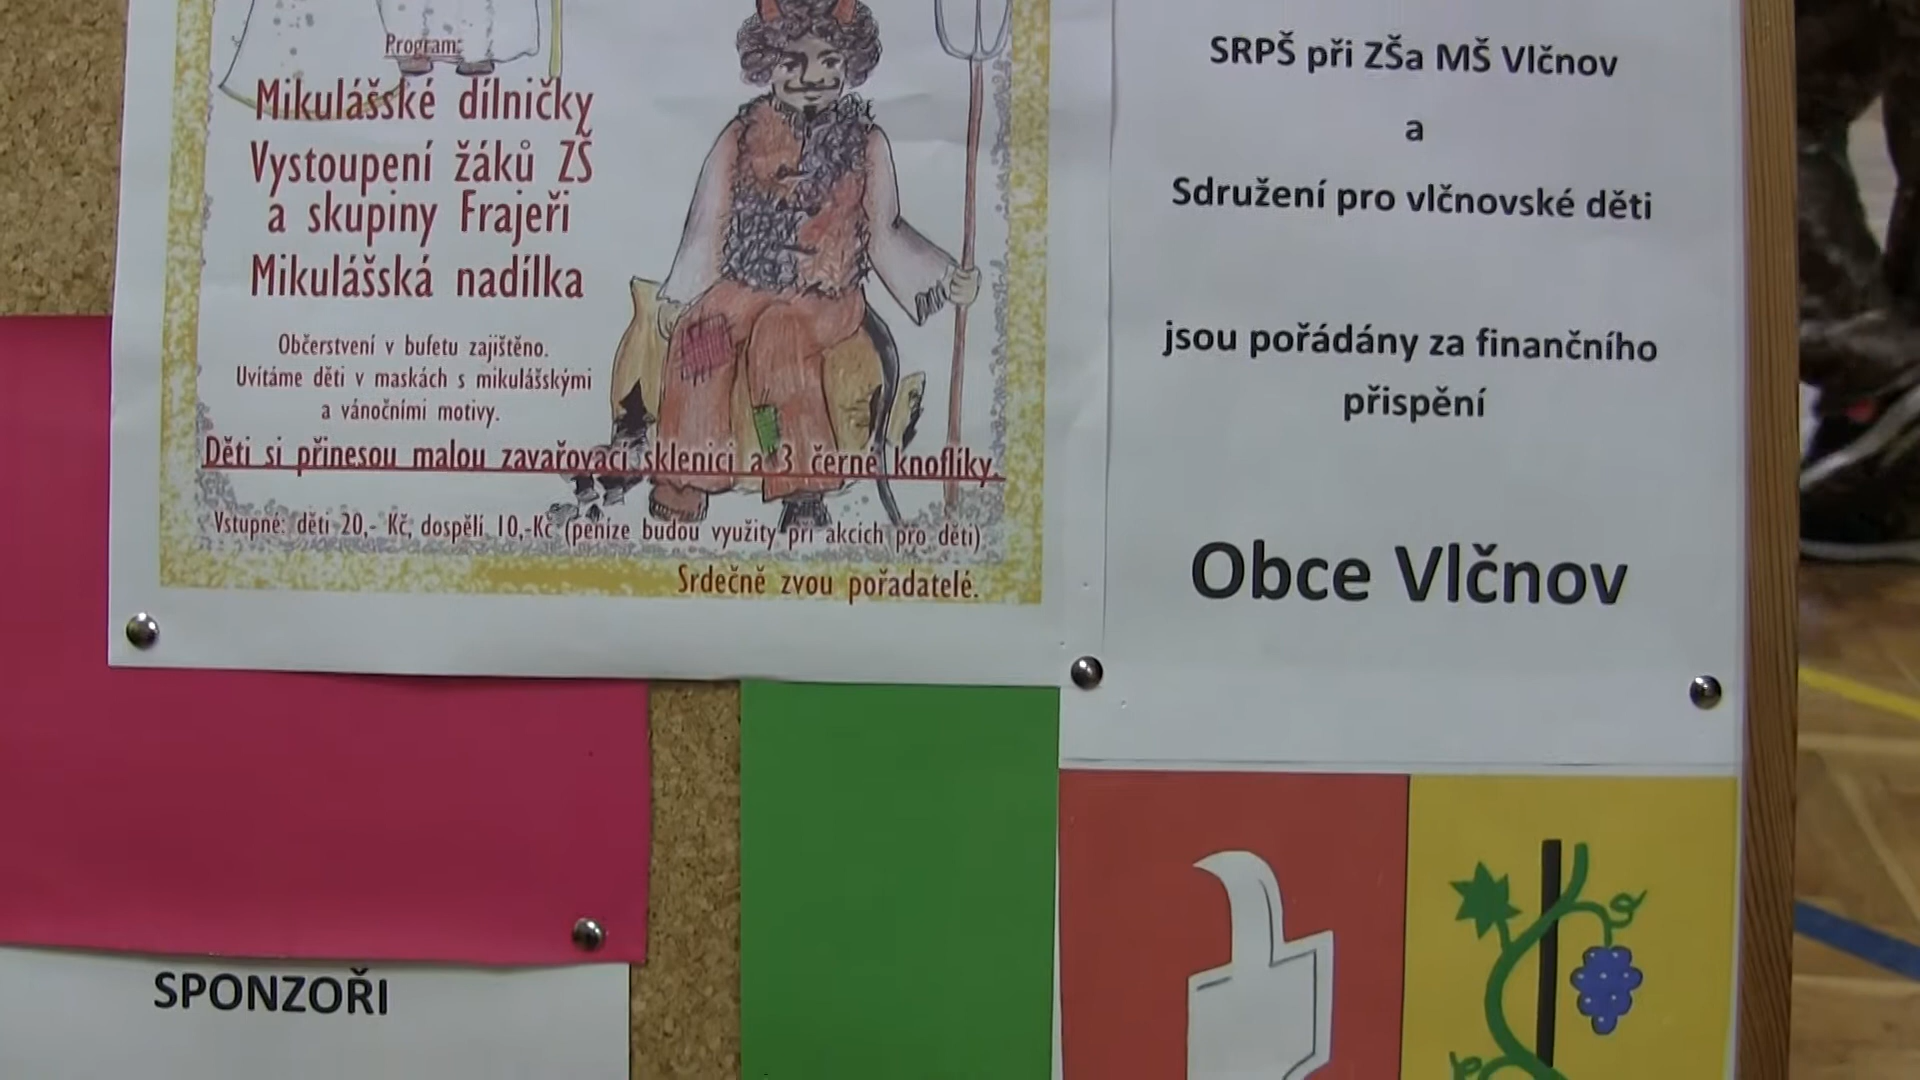 Program:
Mikulášské dílničky
Vystoupení žáků ZŠ
a skupiny Frajeři
Mikulášská nadílka
Občerstvení v bufetu zajištěno.
Uvítáme děti v maskách s mikulášskými
a vánočními motivy.
Děti si přinesou malou zavařovací sklenici a 3 černé knoflíky.
Vstupné: děti 20,- Kč, dospělí 10,-Kč (peníze budou využity při akcích pro děti)
Srdečně zvou pořadatelé.
SRPŠ při ZŠa MŠ Vlčnov
a
Sdružení pro vlčnovské děti
jsou pořádány za finančního
přispění
Obce Vlčnov
SPONZOŘI